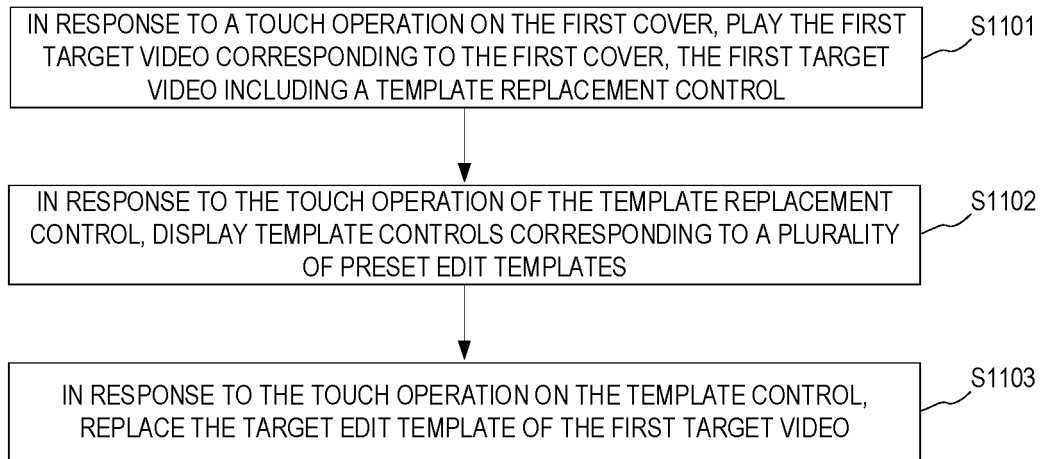 IN RESPONSE TO A TOUCH OPERATION ON THE FIRST COVER, PLAY THE FIRST
TARGET VIDEO CORRESPONDING TO THE FIRST COVER, THE FIRST TARGET
VIDEO INCLUDING A TEMPLATE REPLACEMENT CONTROL
S1101
IN RESPONSE TO THE TOUCH OPERATION OF THE TEMPLATE REPLACEMENT
CONTROL, DISPLAY TEMPLATE CONTROLS CORRESPONDING TO A PLURALITY
OF PRESET EDIT TEMPLATES
S1102
IN RESPONSE TO THE TOUCH OPERATION ON THE TEMPLATE CONTROL,
REPLACE THE TARGET EDIT TEMPLATE OF THE FIRST TARGET VIDEO
S1103